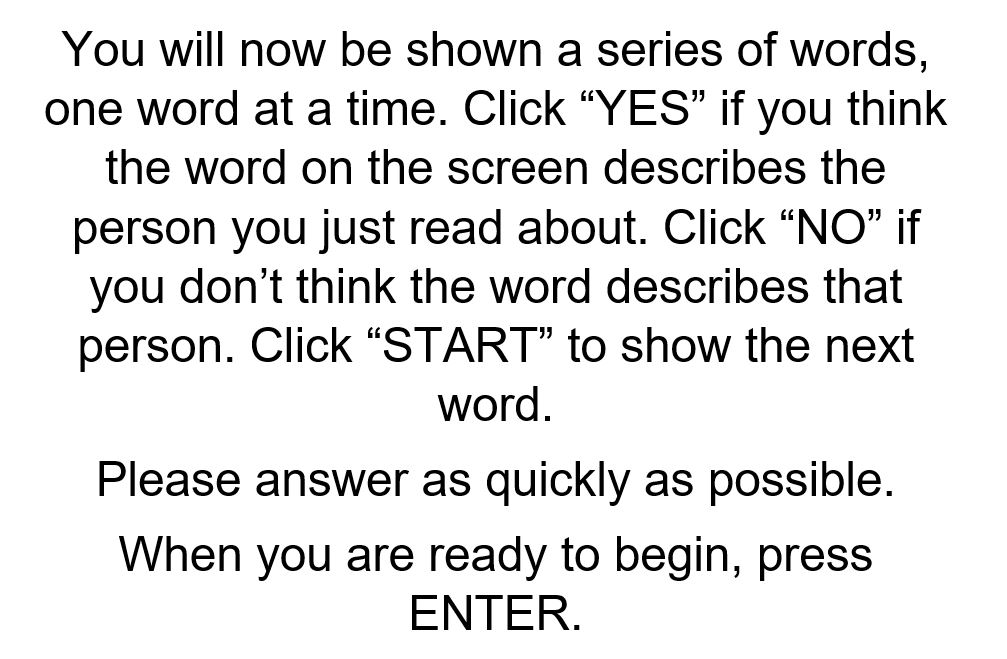 You will now be shown a series of words,
one word at a time. Click “YES” if you think
the word on the screen describes the
person you just read about. Click “NO” if
you don’t think the word describes that
person. Click “START” to show the next
word.
Please answer as quickly as possible.
When you are ready to begin, press
ENTER.